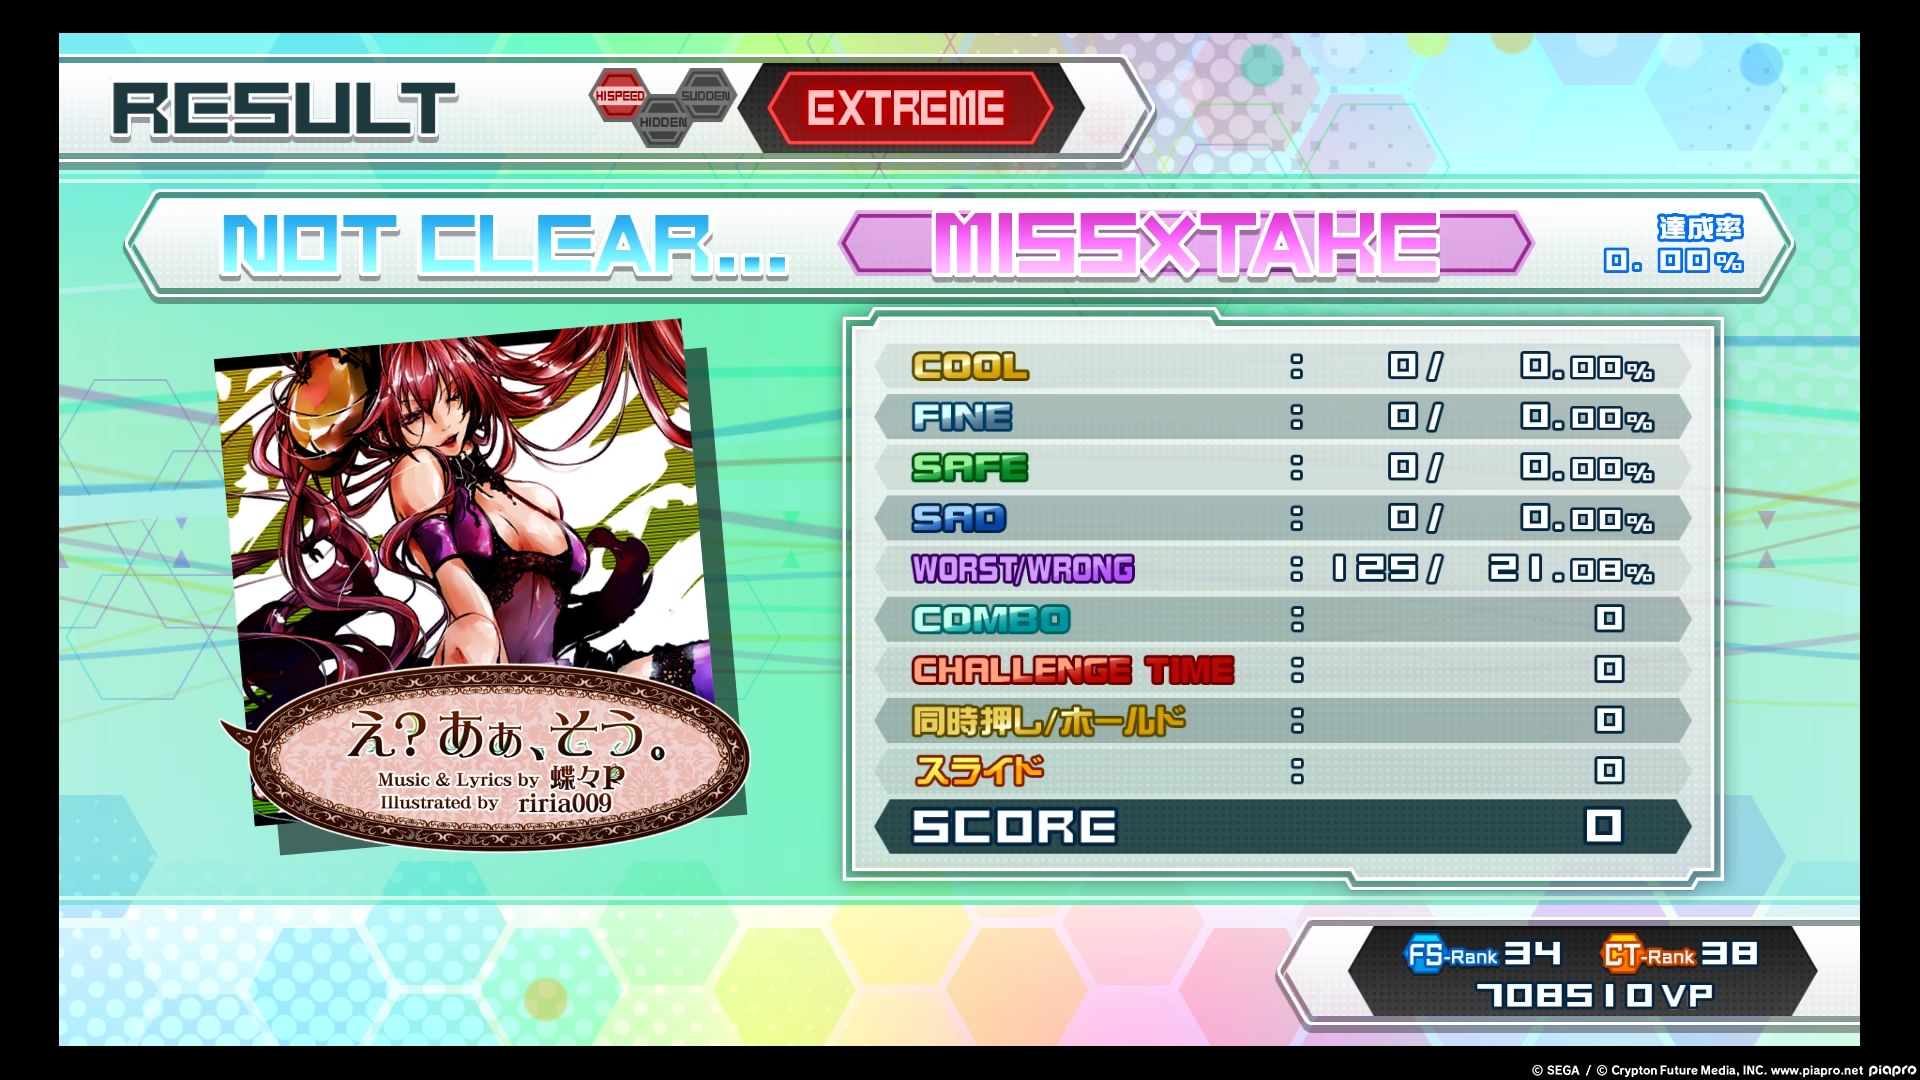 RESULT
HISPEED
HIDDEN
SUDDEN
EXTREME
NOT CLEAR...
MISS×TAKE
達成率
0.00%
COOL : 0/ 0.00%
FINE : 0/ 0.00%
SAFE : 0/ 0.00%
SAD : 0/ 0.00%
WORST/WRONG : 125/ 21.08%
COMBO : 0
CHALLENGE TIME : 0
同時押し/ホールド : 0
スライド : 0
SCORE 0
え?あぁ、そう。
Music & Lyrics by 蝶々P
Illustrated by riria009
FS-Rank 34 CT-Rank 38
708510VP
© SEGA / © Crypton Future Media, INC. www.piapro.net piapro